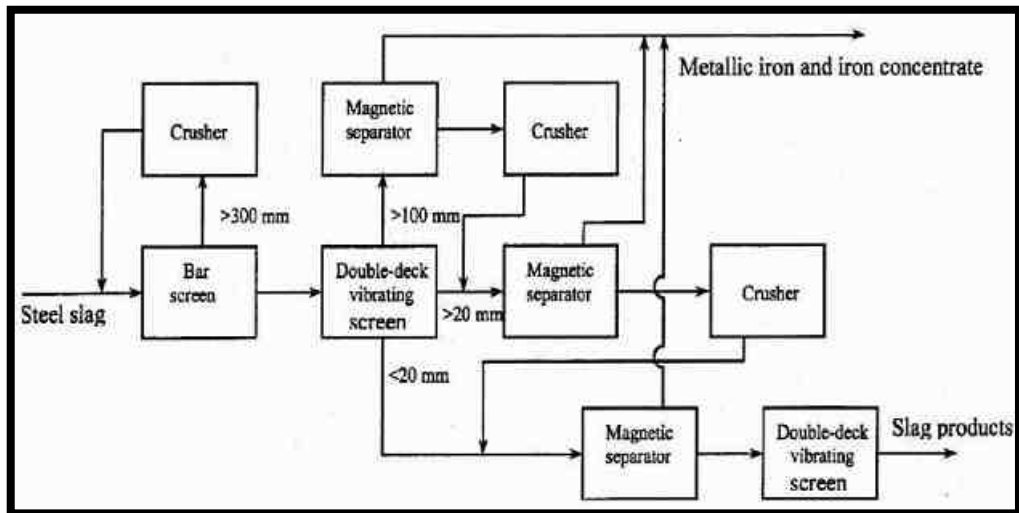 Metallic iron and iron concentrate
Magnetic
separator
Crusher
Crusher
>300 mm
>100 mm
Bar
screen
Double-deck
vibrating
screen
Magnetic
separator
Crusher
Steel slag
>20 mm
<20 mm
Magnetic
separator
Double-deck
vibrating
screen
Slag products